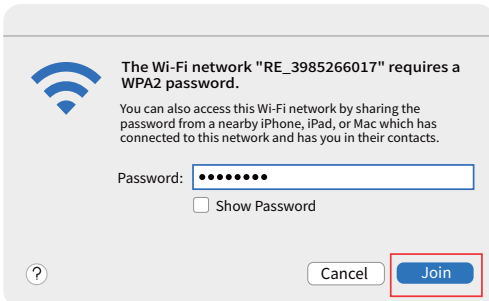 The Wi-Fi network "RE_3985266017" requires a
WPA2 password.
You can also access this Wi-Fi network by sharing the
password from a nearby iPhone, iPad, or Mac which has
connected to this network and has you in their contacts.
Password: ●●●●●●●●
Show Password
? Cancel Join